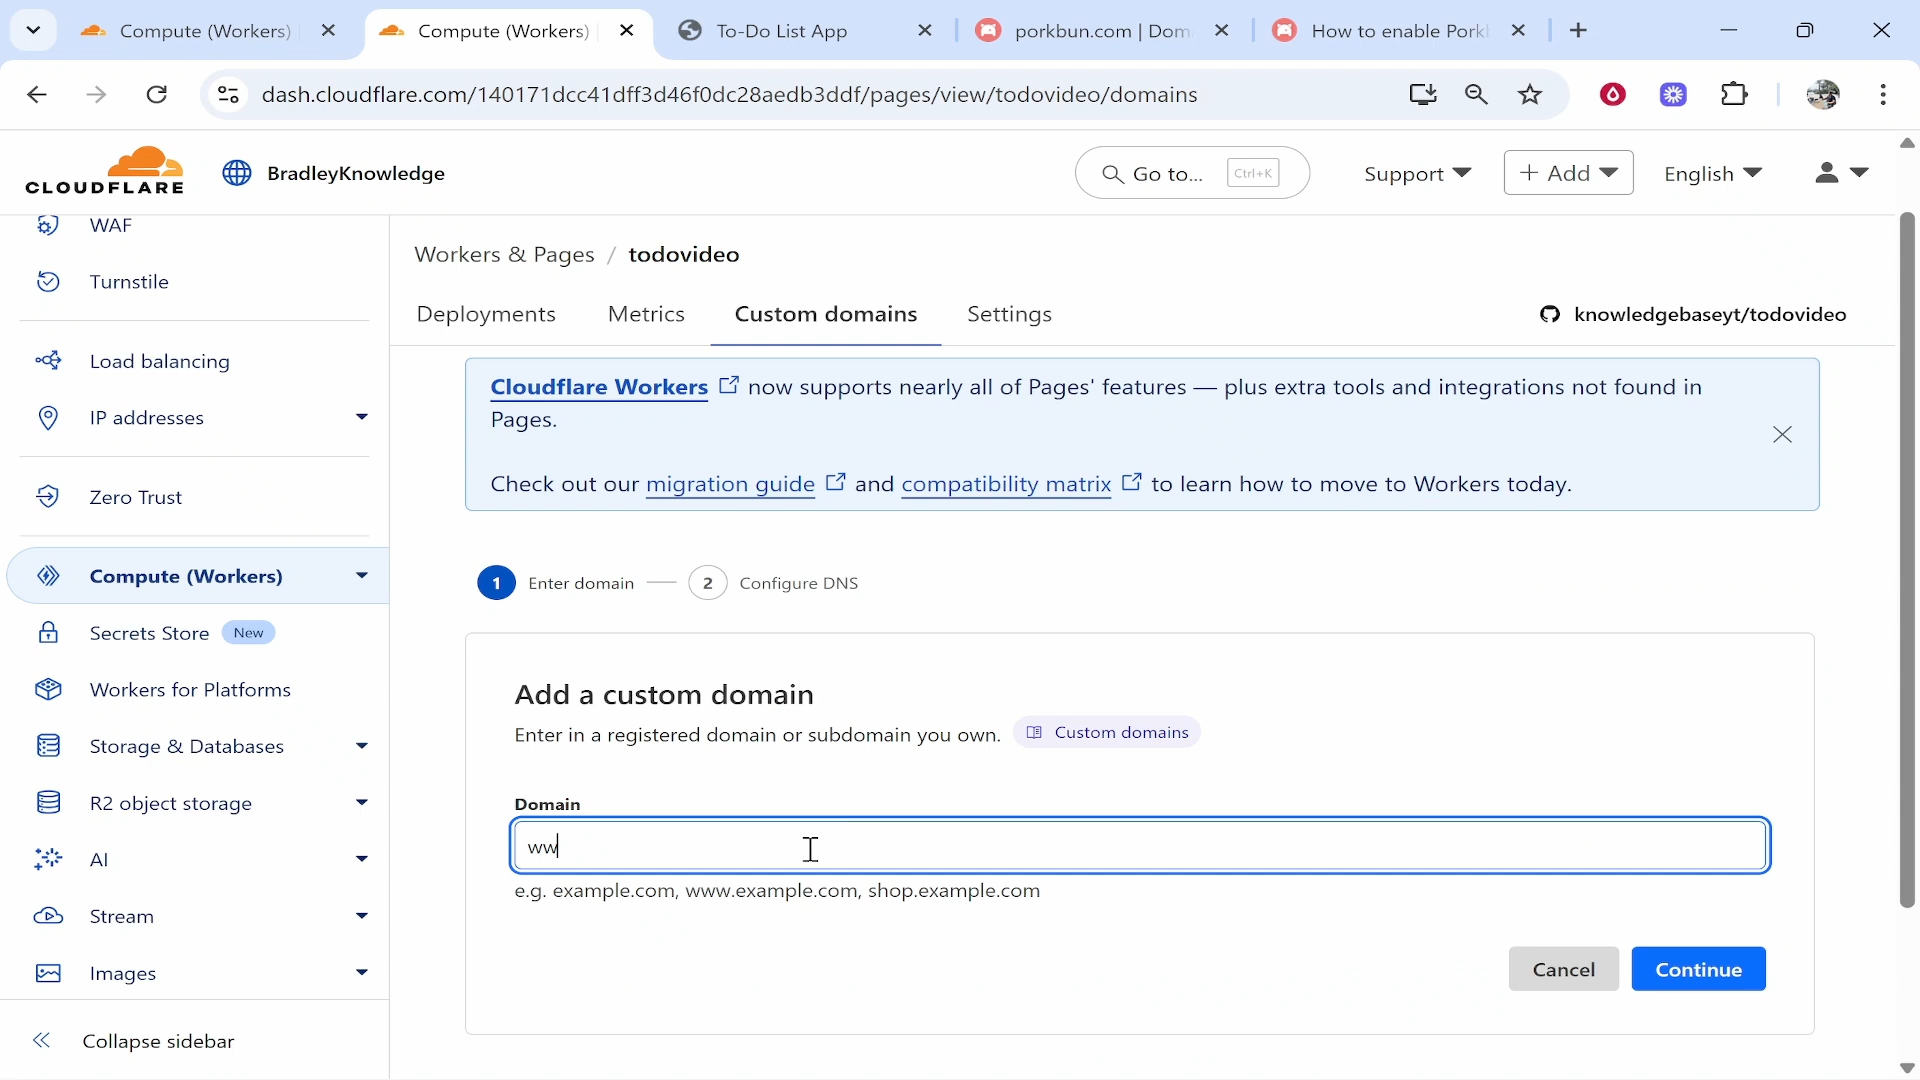 Compute (Workers)
Compute (Workers)
To-Do List App
porkbun.com | Dom
How to enable Pork
dash.cloudflare.com/140171dcc41dff3d46f0dc28aedb3ddf/pages/view/todovideo/domains
CLOUDFLARE
BradleyKnowledge
Go to...
Ctrl+K
Support
+ Add
English
WAF
Turnstile
Load balancing
IP addresses
Zero Trust
Compute (Workers)
Secrets Store New
Workers for Platforms
Storage & Databases
R2 object storage
AI
Stream
Images
Collapse sidebar
Workers & Pages / todovideo
Deployments
Metrics
Custom domains
Settings
knowledgebaseyt/todovideo
Cloudflare Workers now supports nearly all of Pages' features — plus extra tools and integrations not found in
Pages.
Check out our migration guide and compatibility matrix to learn how to move to Workers today.
1 Enter domain
2 Configure DNS
Add a custom domain
Enter in a registered domain or subdomain you own. Custom domains
Domain
ww
e.g. example.com, www.example.com, shop.example.com
Cancel
Continue